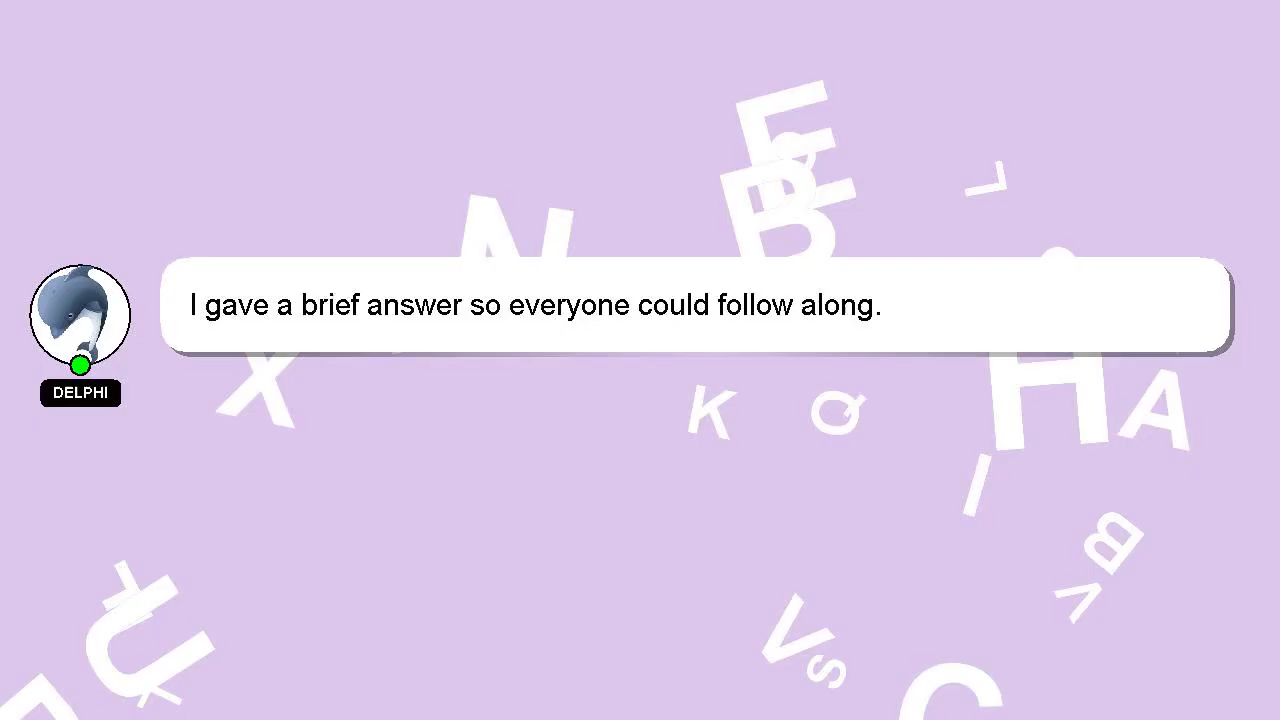 I gave a brief answer so everyone could follow along.
DELPHI
E
B
L
N
X
K
Q
H
A
I
B
V
U
V
S
C